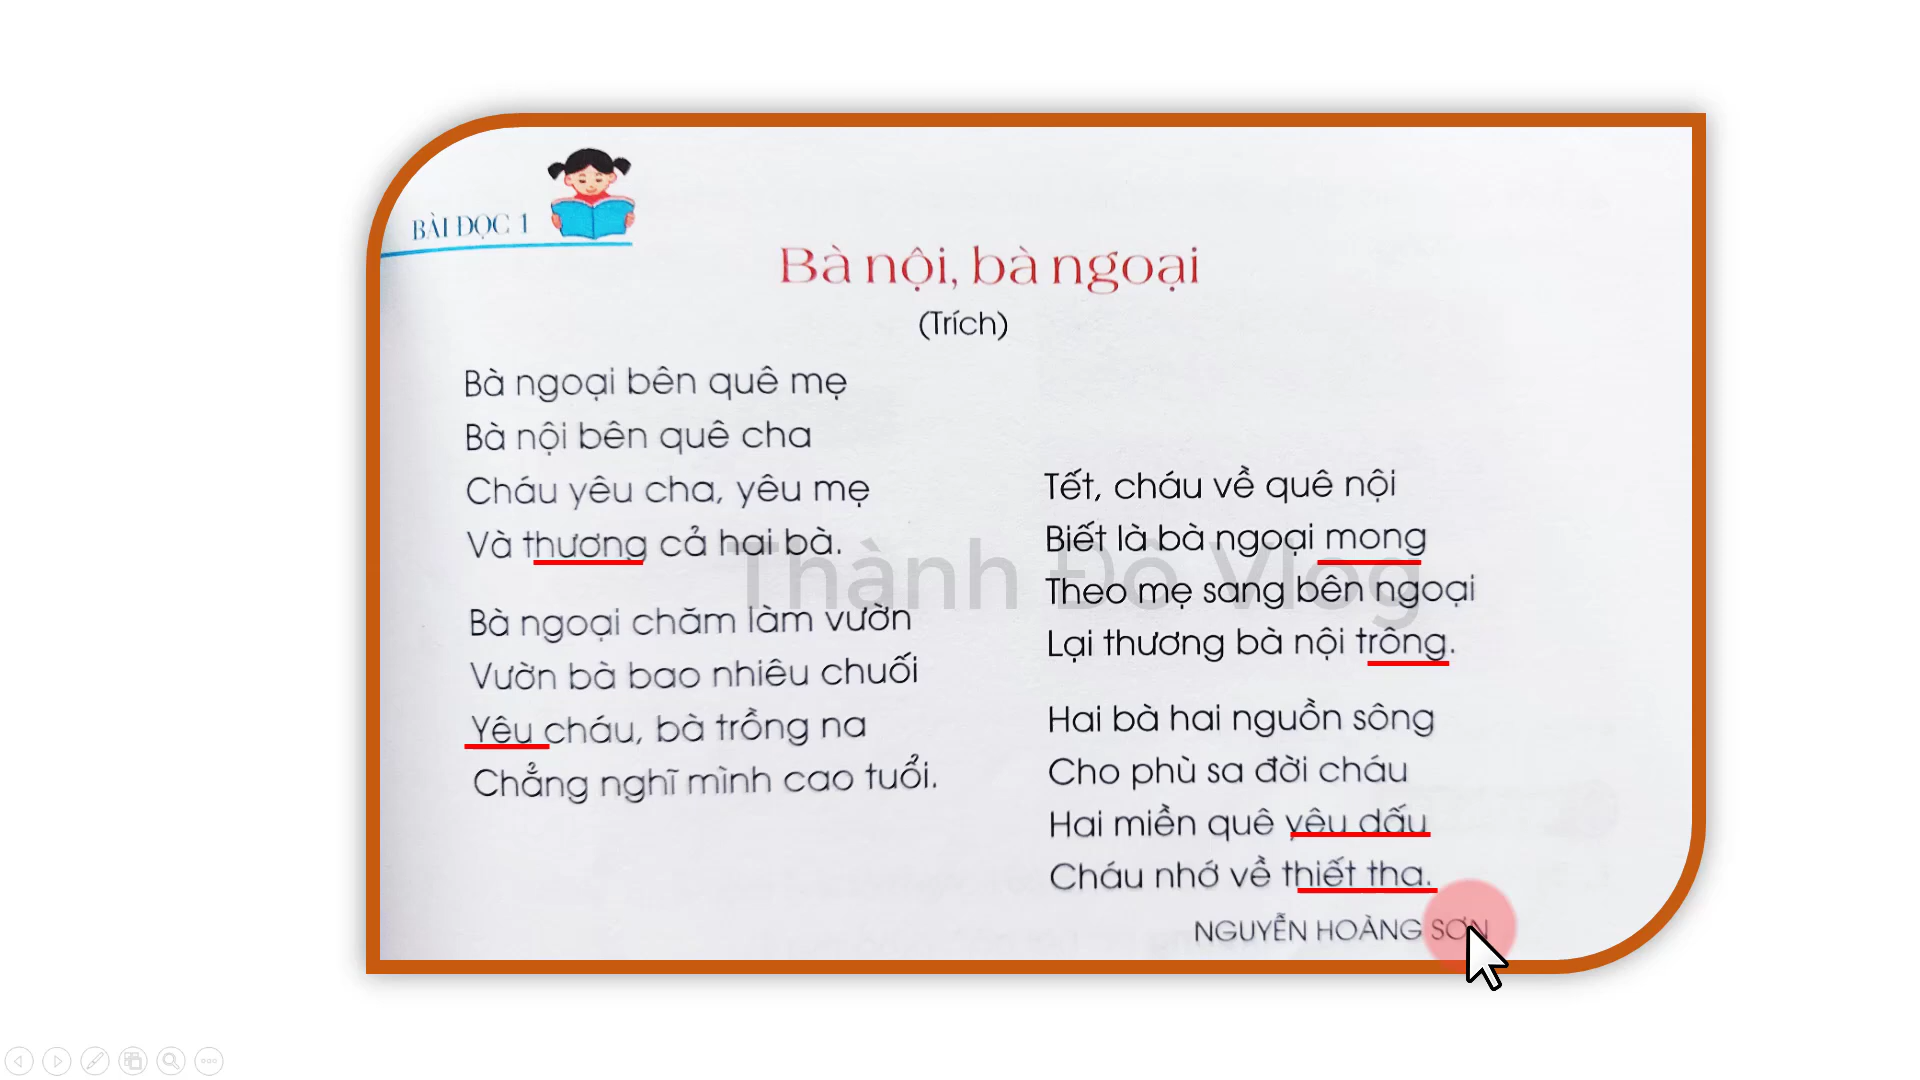 BÀI ĐỌC 1
Bà nội, bà ngoại
(Trích)
Bà ngoại bên quê mẹ
Bà nội bên quê cha
Cháu yêu cha, yêu mẹ
Và thương cả hai bà.
Bà ngoại chăm làm vườn
Vườn bà bao nhiêu chuối
Yêu cháu, bà trồng na
Chẳng nghĩ mình cao tuổi.
Tết, cháu về quê nội
Biết là bà ngoại mong
Theo mẹ sang bên ngoại
Lại thương bà nội trông.
Hai bà hai nguồn sông
Cho phù sa đời cháu
Hai miền quê yêu dấu
Cháu nhớ về thiết tha.
NGUYỄN HOÀNG SƠN
Thành Đô Vlog